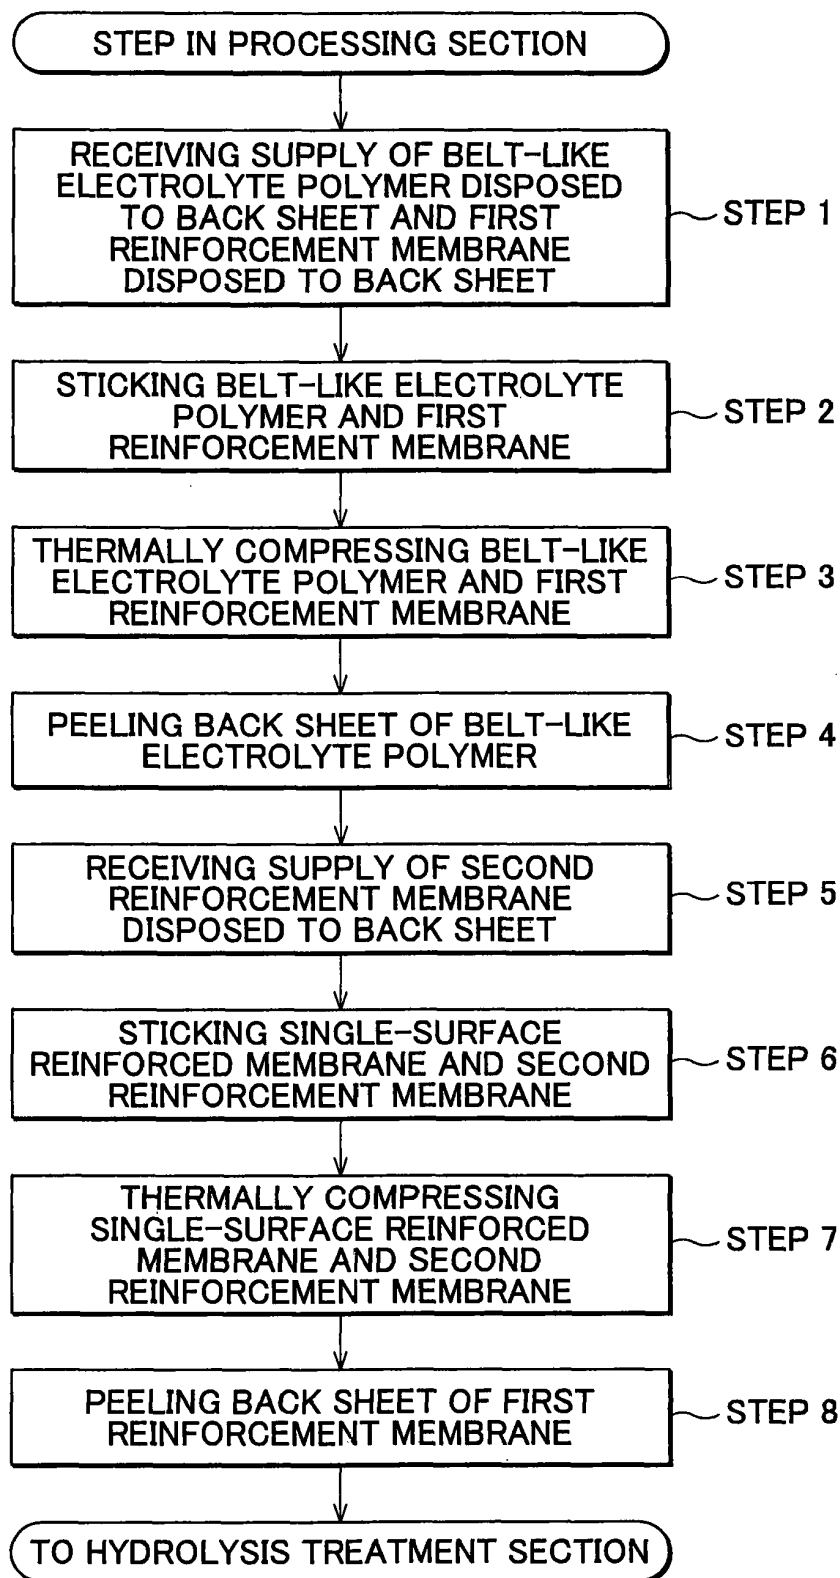 STEP IN PROCESSING SECTION
RECEIVING SUPPLY OF BELT-LIKE
ELECTROLYTE POLYMER DISPOSED
TO BACK SHEET AND FIRST
REINFORCEMENT MEMBRANE
DISPOSED TO BACK SHEET
STEP 1
STICKING BELT-LIKE ELECTROLYTE
POLYMER AND FIRST
REINFORCEMENT MEMBRANE
STEP 2
THERMALLY COMPRESSING BELT-LIKE
ELECTROLYTE POLYMER AND FIRST
REINFORCEMENT MEMBRANE
STEP 3
PEELING BACK SHEET OF BELT-LIKE
ELECTROLYTE POLYMER
STEP 4
RECEIVING SUPPLY OF SECOND
REINFORCEMENT MEMBRANE
DISPOSED TO BACK SHEET
STEP 5
STICKING SINGLE-SURFACE
REINFORCED MEMBRANE AND SECOND
REINFORCEMENT MEMBRANE
STEP 6
THERMALLY COMPRESSING
SINGLE-SURFACE REINFORCED
MEMBRANE AND SECOND
REINFORCEMENT MEMBRANE
STEP 7
PEELING BACK SHEET OF FIRST
REINFORCEMENT MEMBRANE
STEP 8
TO HYDROLYSIS TREATMENT SECTION